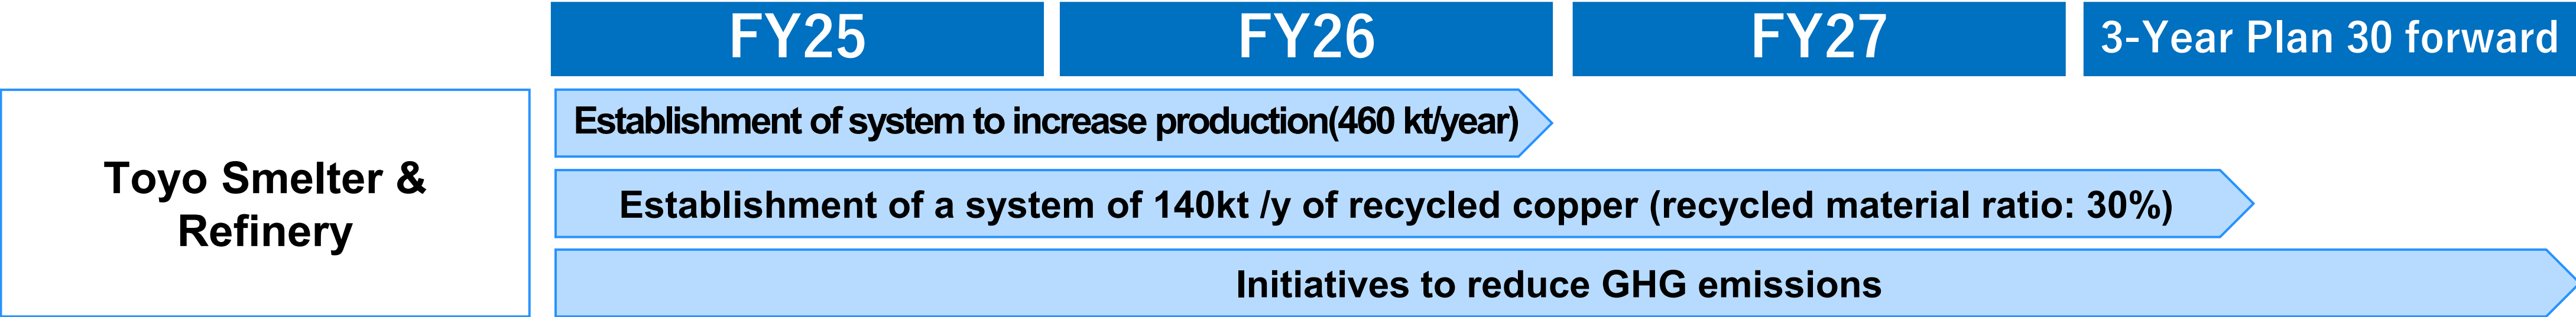 FY25
FY26
FY27
3-Year Plan 30 forward
Toyo Smelter &
Refinery
Establishment of system to increase production(460 kt/year)
Establishment of a system of 140kt /y of recycled copper (recycled material ratio: 30%)
Initiatives to reduce GHG emissions